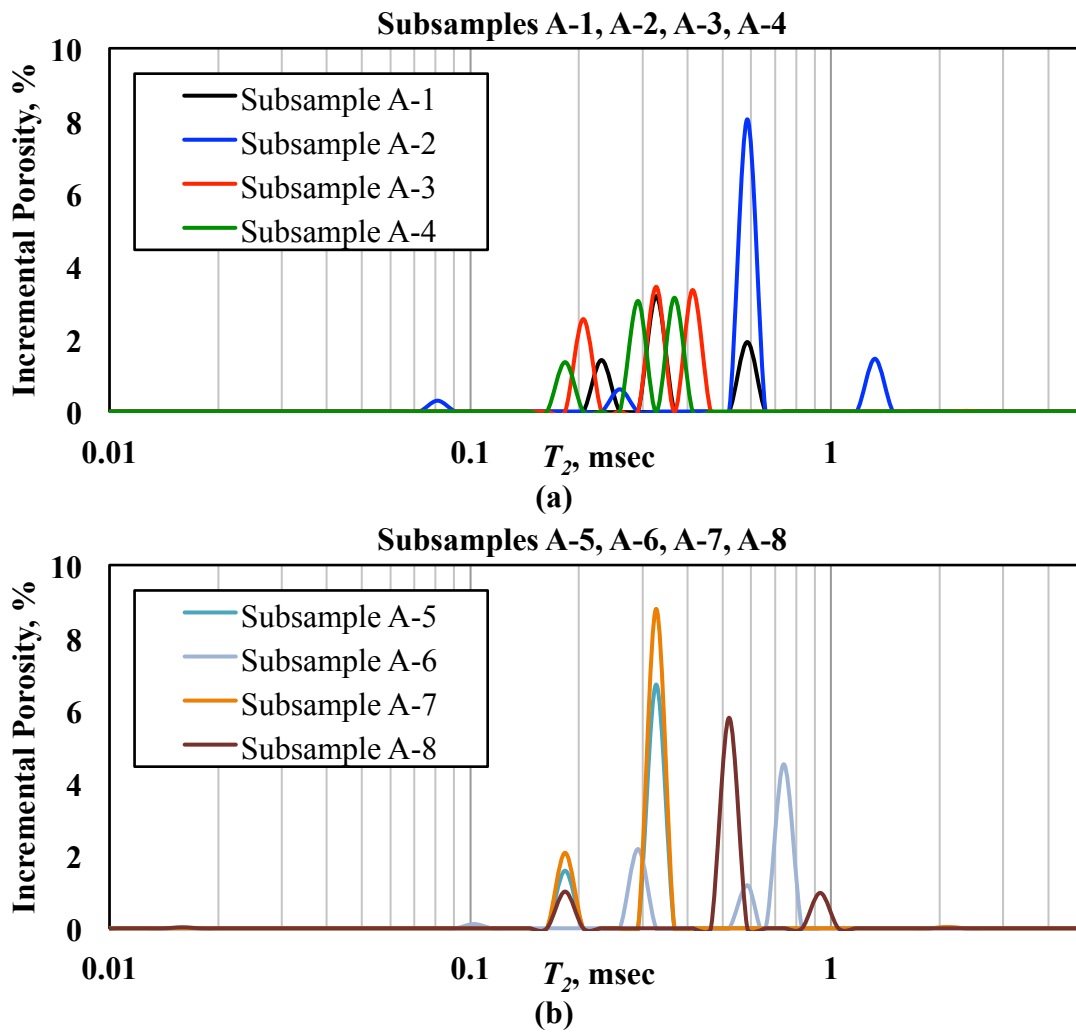 Subsamples A-1, A-2, A-3, A-4
Incremental Porosity, %
10
8
6
4
2
0
Subsample A-1
Subsample A-2
Subsample A-3
Subsample A-4
0.01 0.1 1
T2, msec
(a)
Subsamples A-5, A-6, A-7, A-8
Incremental Porosity, %
10
8
6
4
2
0
Subsample A-5
Subsample A-6
Subsample A-7
Subsample A-8
0.01 0.1 1
T2, msec
(b)